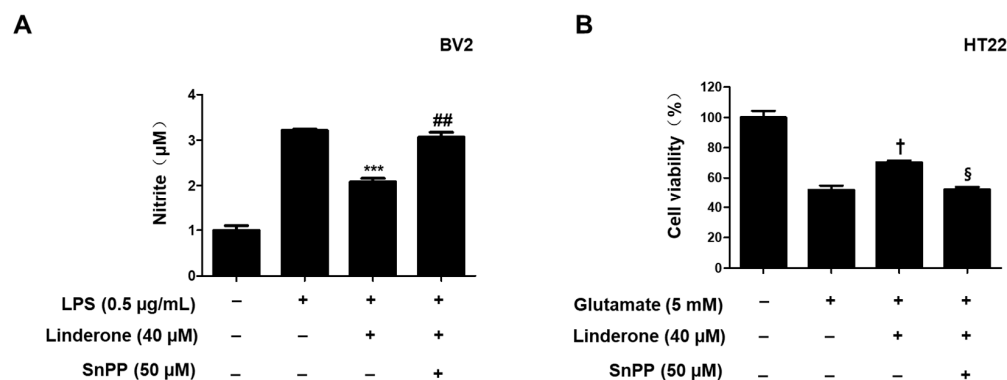 A
BV2
Nitrite（μM）
4
3
2
1
0
***
##
LPS (0.5 μg/mL) – + + +
Linderone (40 μM) – – + +
SnPP (50 μM) – – – +
B
HT22
Cell viability（%）
120
100
80
60
40
20
0
†
§
Glutamate (5 mM) – + + +
Linderone (40 μM) – – + +
SnPP (50 μM) – – – +